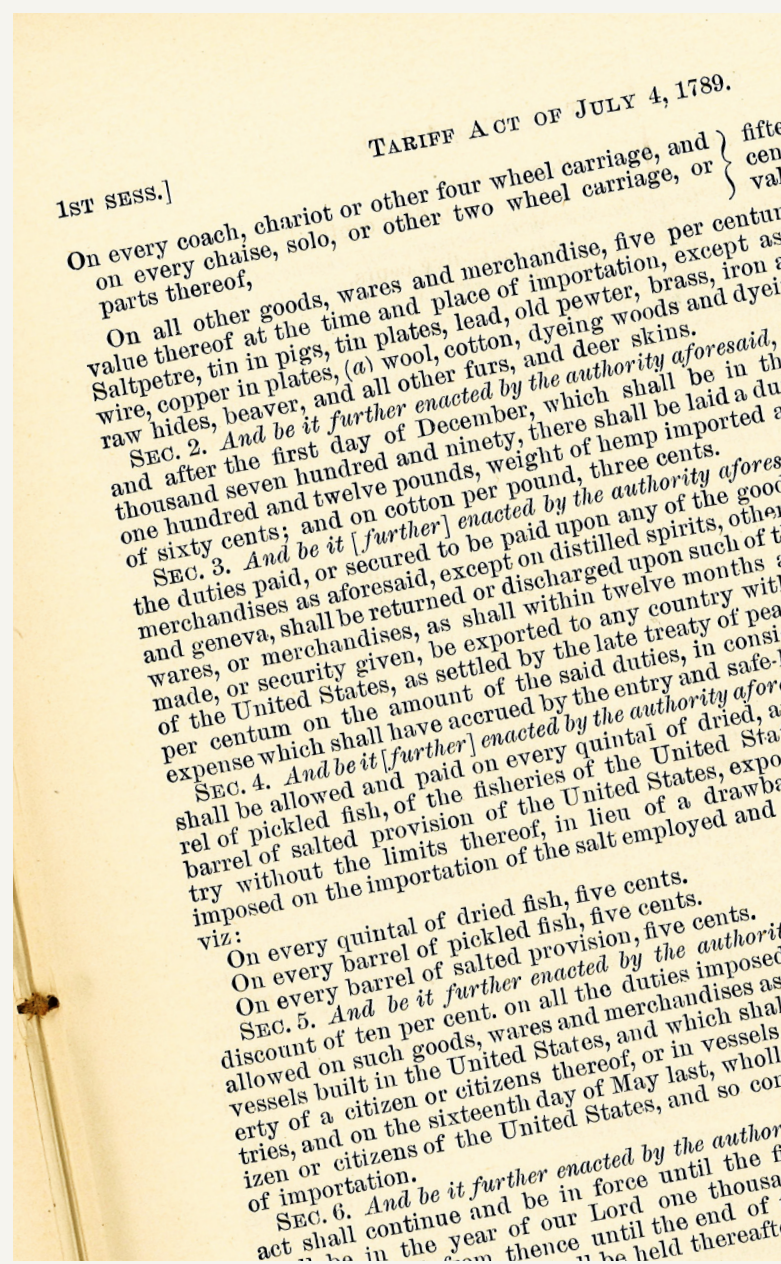 TARIFF ACT OF JULY 4, 1789.
1ST SESS.]
On every coach, chariot or other four wheel carriage, and
on every chaise, solo, or other two wheel carriage, or
parts thereof,
On all other goods, wares and merchandise, five per
value thereof at the time and place of importation, except as
Saltpetre, tin in pigs, tin plates, lead, old pewter, brass, iron
wire, copper in plates, (a) wool, cotton, dyeing woods and
raw hides, beaver, and all other furs, and deer skins.
SEC. 2. And be it further enacted by the authority aforesaid,
and after the first day of December, which shall be in
thousand seven hundred and ninety, there shall be laid a
one hundred and twelve pounds, weight of hemp imported
of sixty cents; and on cotton per pound, three cents.
SEC. 3. And be it [further] enacted by the authority
the duties paid, or secured to be paid upon any of the
merchandises as aforesaid, except on distilled spirits,
and geneva, shall be returned or discharged upon such of
wares, or merchandises, as shall within twelve months
made, or security given, be exported to any country
of the United States, as settled by the late treaty of
per centum on the amount of the said duties, in
expense which shall have accrued by the entry and
SEC. 4. And be it [further] enacted by the authority
shall be allowed and paid on every quintal of dried,
rel of pickled fish, of the fisheries of the United
barrel of salted provision of the United States,
try without the limits thereof, in lieu of a
imposed on the importation of the salt employed and
viz:
On every quintal of dried fish, five cents.
On every barrel of pickled fish, five cents.
On every barrel of salted provision, five cents.
SEC. 5. And be it further enacted by the
discount of ten per cent. on all the duties imposed
allowed on such goods, wares and merchandises as
vessels built in the United States, and which
erty of a citizen or citizens thereof, or in vessels
tries, and on the sixteenth day of May last,
izen or citizens of the United States, and so
of importation.
SEC. 6. And be it further enacted by the
act shall continue and be in force until the
be in the year of our Lord one
thence until the end of
be held